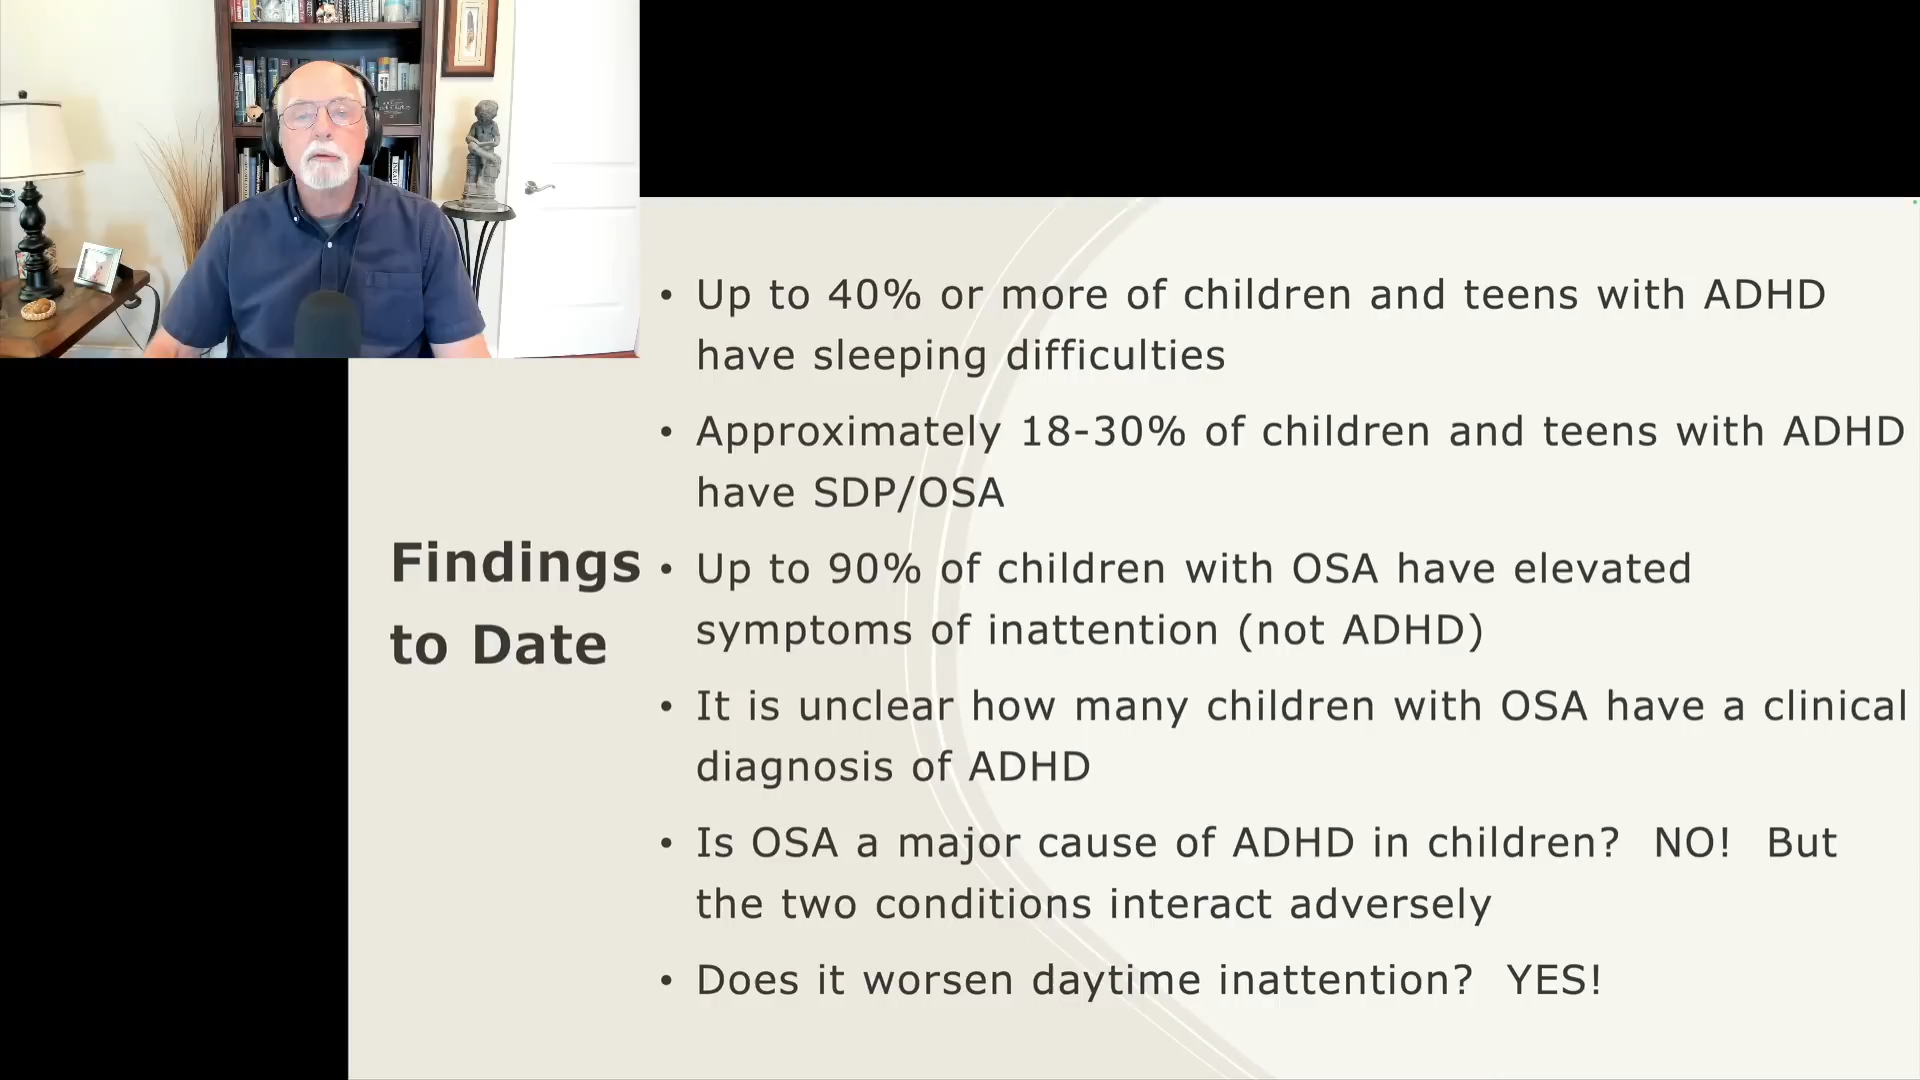 Findings
to Date
• Up to 40% or more of children and teens with ADHD
have sleeping difficulties
• Approximately 18-30% of children and teens with ADHD
have SDP/OSA
• Up to 90% of children with OSA have elevated
symptoms of inattention (not ADHD)
• It is unclear how many children with OSA have a clinical
diagnosis of ADHD
• Is OSA a major cause of ADHD in children? NO! But
the two conditions interact adversely
• Does it worsen daytime inattention? YES!